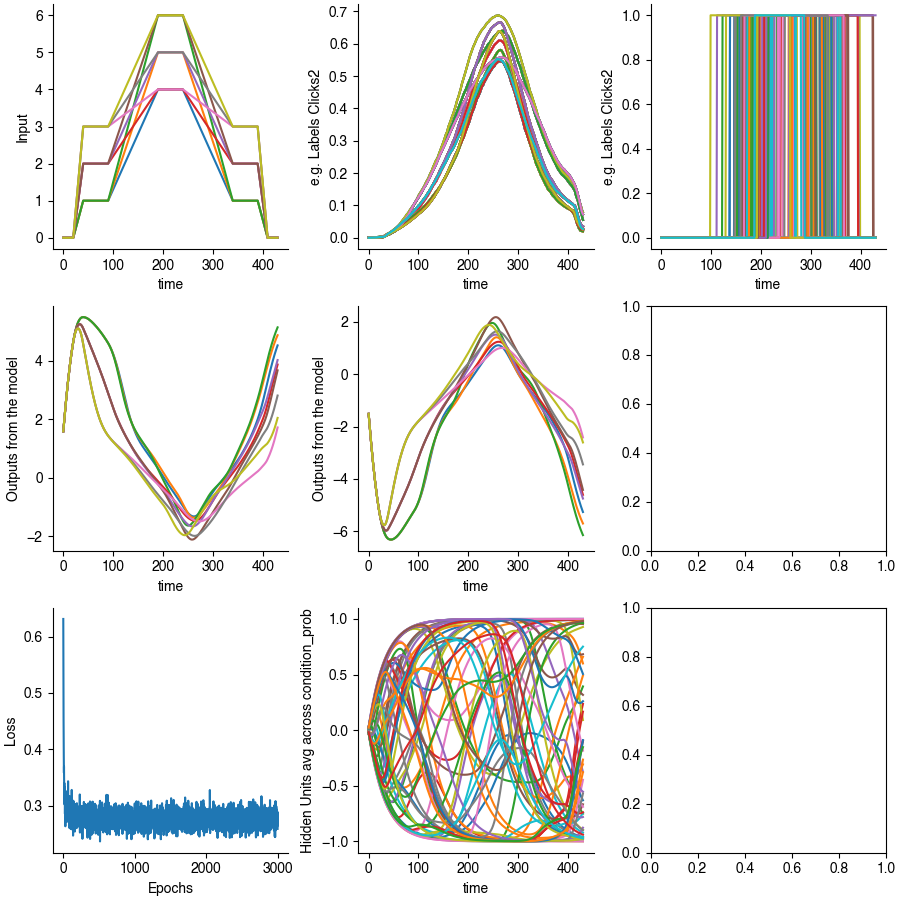 6
5
4
3
2
1
0
Input
0 100 200 300 400
time
0.7
0.6
0.5
0.4
0.3
0.2
0.1
0.0
e.g. Labels Clicks2
0 100 200 300 400
time
1.0
0.8
0.6
0.4
0.2
0.0
e.g. Labels Clicks2
0 100 200 300 400
time
4
2
0
−2
Outputs from the model
0 100 200 300 400
time
2
0
−2
−4
−6
Outputs from the model
0 100 200 300 400
time
1.0
0.8
0.6
0.4
0.2
0.0
0.0 0.2 0.4 0.6 0.8 1.0
0.6
0.5
0.4
0.3
Loss
0 1000 2000 3000
Epochs
1.0
0.5
0.0
−0.5
−1.0
Hidden Units avg across condition_prob
0 100 200 300 400
time
1.0
0.8
0.6
0.4
0.2
0.0
0.0 0.2 0.4 0.6 0.8 1.0